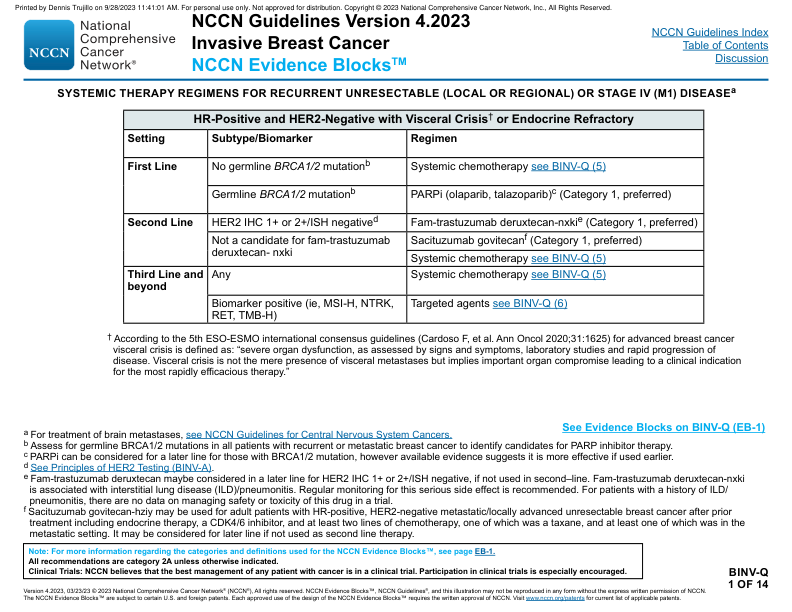 Printed by Dennis Trujillo on 9/28/2023 11:41:01 AM. For personal use only. Not approved for distribution. Copyright © 2023 National Comprehensive Cancer Network, Inc., All Rights Reserved.
NCCN
National
Comprehensive
Cancer
Network®
NCCN Guidelines Version 4.2023
Invasive Breast Cancer
NCCN Evidence Blocks™
NCCN Guidelines Index
Table of Contents
Discussion
SYSTEMIC THERAPY REGIMENS FOR RECURRENT UNRESECTABLE (LOCAL OR REGIONAL) OR STAGE IV (M1) DISEASEa
HR-Positive and HER2-Negative with Visceral Crisis† or Endocrine Refractory
Setting
Subtype/Biomarker
Regimen
First Line
No germline BRCA1/2 mutationb
Systemic chemotherapy see BINV-Q (5)
Germline BRCA1/2 mutationb
PARPi (olaparib, talazoparib)c (Category 1, preferred)
Second Line
HER2 IHC 1+ or 2+/ISH negatived
Fam-trastuzumab deruxtecan-nxkie (Category 1, preferred)
Not a candidate for fam-trastuzumab
deruxtecan- nxki
Sacituzumab govitecanf (Category 1, preferred)
Systemic chemotherapy see BINV-Q (5)
Third Line and
beyond
Any
Systemic chemotherapy see BINV-Q (5)
Biomarker positive (ie, MSI-H, NTRK,
RET, TMB-H)
Targeted agents see BINV-Q (6)
† According to the 5th ESO-ESMO international consensus guidelines (Cardoso F, et al. Ann Oncol 2020;31:1625) for advanced breast cancer
visceral crisis is defined as: “severe organ dysfunction, as assessed by signs and symptoms, laboratory studies and rapid progression of
disease. Visceral crisis is not the mere presence of visceral metastases but implies important organ compromise leading to a clinical indication
for the most rapidly efficacious therapy.”
See Evidence Blocks on BINV-Q (EB-1)
a For treatment of brain metastases, see NCCN Guidelines for Central Nervous System Cancers.
b Assess for germline BRCA1/2 mutations in all patients with recurrent or metastatic breast cancer to identify candidates for PARP inhibitor therapy.
c PARPi can be considered for a later line for those with BRCA1/2 mutation, however available evidence suggests it is more effective if used earlier.
d See Principles of HER2 Testing (BINV-A).
e Fam-trastuzumab deruxtecan maybe considered in a later line for HER2 IHC 1+ or 2+/ISH negative, if not used in second–line. Fam-trastuzumab deruxtecan-nxki
is associated with interstitial lung disease (ILD)/pneumonitis. Regular monitoring for this serious side effect is recommended. For patients with a history of ILD/
pneumonitis, there are no data on managing safety or toxicity of this drug in a trial.
f Sacituzumab govitecan-hziy may be used for adult patients with HR-positive, HER2-negative metastatic/locally advanced unresectable breast cancer after prior
treatment including endocrine therapy, a CDK4/6 inhibitor, and at least two lines of chemotherapy, one of which was a taxane, and at least one of which was in the
metastatic setting. It may be considered for later line if not used as second line therapy.
Note: For more information regarding the categories and definitions used for the NCCN Evidence Blocks™, see page EB-1.
All recommendations are category 2A unless otherwise indicated.
Clinical Trials: NCCN believes that the best management of any patient with cancer is in a clinical trial. Participation in clinical trials is especially encouraged.
BINV-Q
1 OF 14
Version 4.2023, 03/23/23 © 2023 National Comprehensive Cancer Network® (NCCN®), All rights reserved. NCCN Evidence Blocks™, NCCN Guidelines®, and this illustration may not be reproduced in any form without the express written permission of NCCN.
The NCCN Evidence Blocks™ are subject to certain U.S. and foreign patents. Each approved use of the design of the NCCN Evidence Blocks™ requires the written approval of NCCN. Visit www.nccn.org/patents for current list of applicable patents.